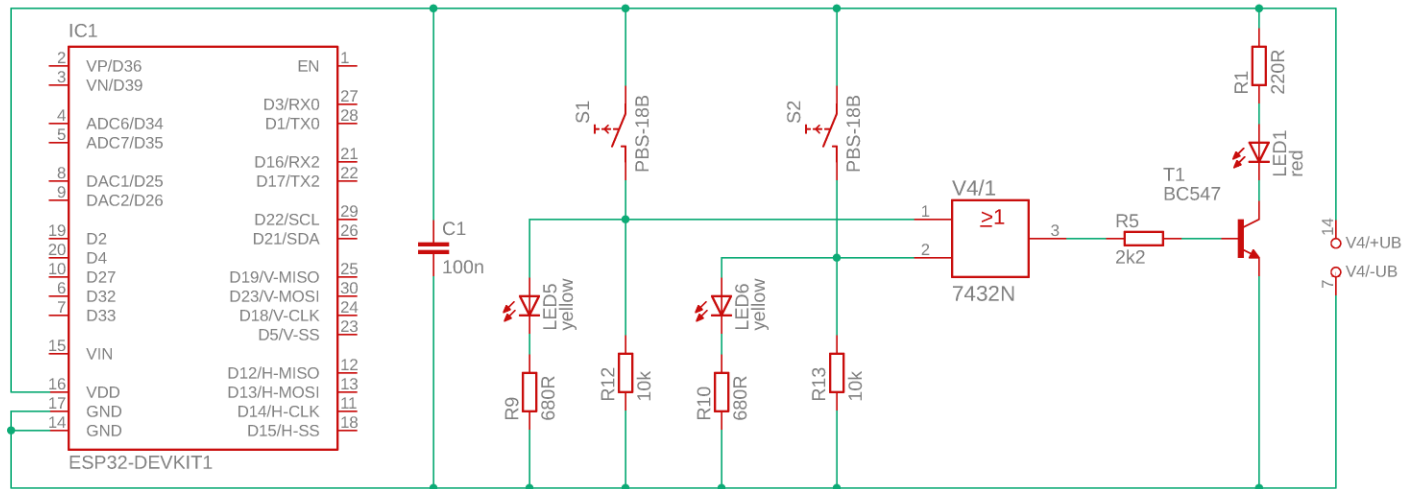 IC1
2 VP/D36 EN 1
3 VN/D39
D3/RX0 27
4 ADC6/D34 D1/TX0 28
5 ADC7/D35
D16/RX2 21
8 DAC1/D25 D17/TX2 22
9 DAC2/D26
D22/SCL 29
19 D2 D21/SDA 26
20 D4
10 D27 D19/V-MISO 25
6 D32 D23/V-MOSI 30
7 D33 D18/V-CLK 24
D5/V-SS 23
15 VIN
D12/H-MISO 12
16 VDD D13/H-MOSI 13
17 GND D14/H-CLK 11
14 GND D15/H-SS 18
ESP32-DEVKIT1
C1
100n
S1
PBS-18B
LED5
yellow
R9
680R
R12
10k
S2
PBS-18B
LED6
yellow
R10
680R
R13
10k
V4/1
1
2
≥1
3
7432N
R5
2k2
T1
BC547
R1
220R
LED1
red
14
V4/+UB
V4/-UB
7